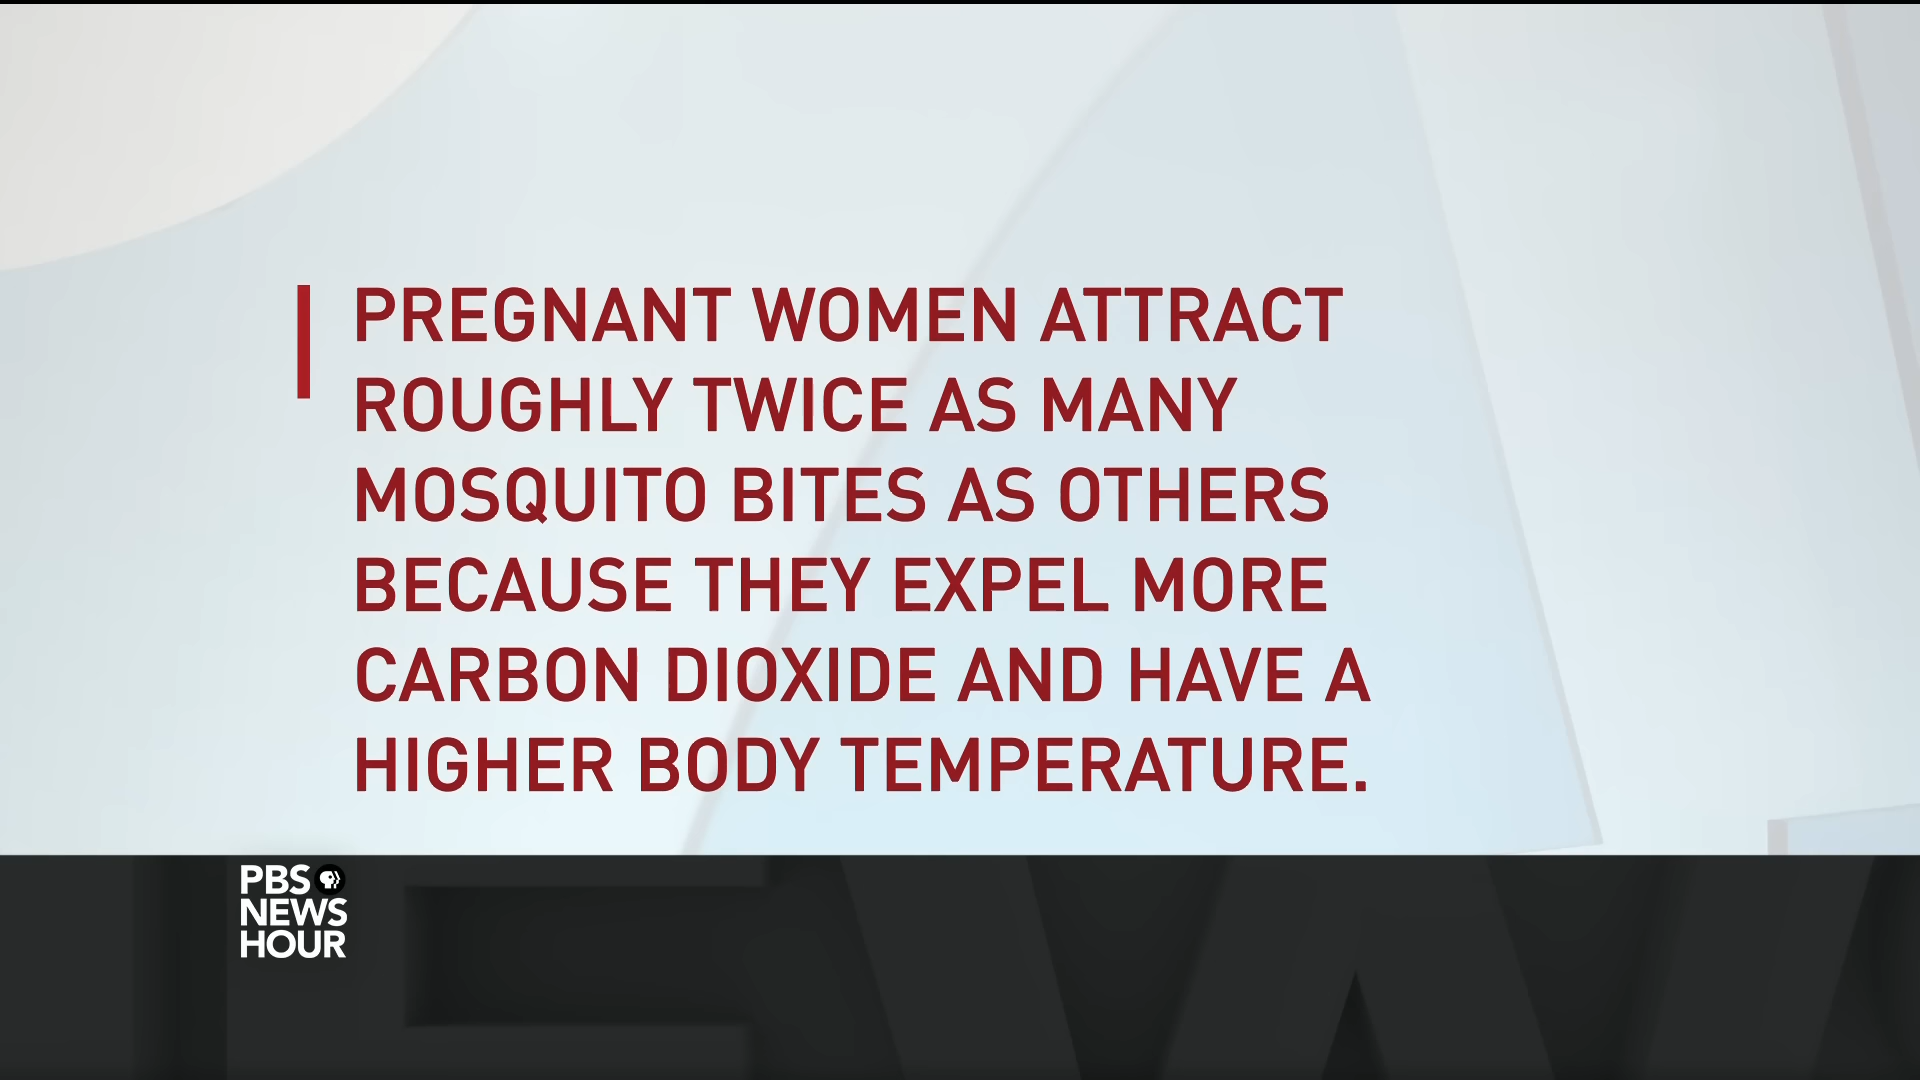 PREGNANT WOMEN ATTRACT
ROUGHLY TWICE AS MANY
MOSQUITO BITES AS OTHERS
BECAUSE THEY EXPEL MORE
CARBON DIOXIDE AND HAVE A
HIGHER BODY TEMPERATURE.
PBS
NEWS
HOUR